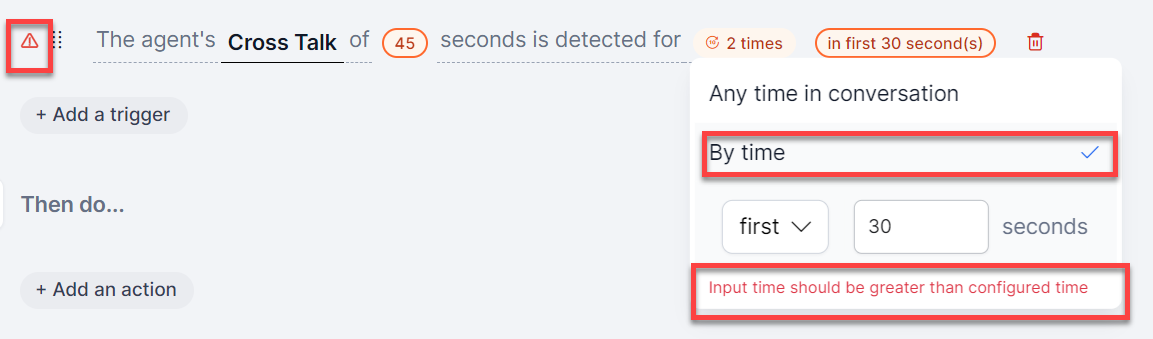 The agent's Cross Talk of 45 seconds is detected for 2 times in first 30 second(s)
Any time in conversation
+ Add a trigger
By time
Then do...
first 30 seconds
Input time should be greater than configured time
+ Add an action